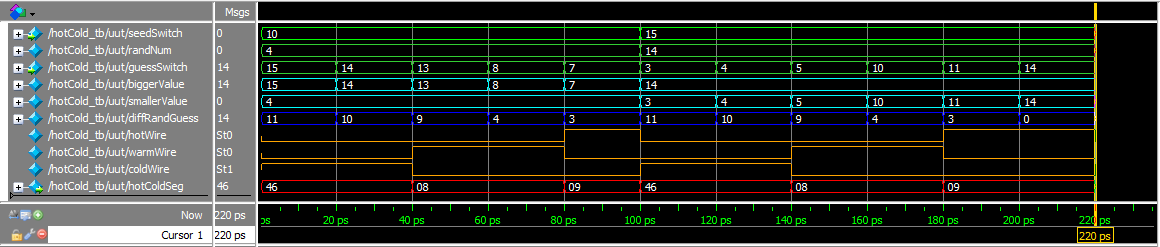 Msgs
/hotCold_tb/uut/seedSwitch 0 10 15
/hotCold_tb/uut/randNum 0 4 14
/hotCold_tb/uut/guessSwitch 14 15 14 13 8 7 3 4 5 10 11 14
/hotCold_tb/uut/biggerValue 14 15 14 13 8 7 14
/hotCold_tb/uut/smallerValue 0 4 3 4 5 10 11 14
/hotCold_tb/uut/diffRandGuess 14 11 10 9 4 3 11 10 9 4 3 0
/hotCold_tb/uut/hotWire St0
/hotCold_tb/uut/warmWire St0
/hotCold_tb/uut/coldWire St1
/hotCold_tb/uut/hotColdSeg 46 46 08 09 46 08 09
Now 220 ps ps 20 ps 40 ps 60 ps 80 ps 100 ps 120 ps 140 ps 160 ps 180 ps 200 ps 220 ps
Cursor 1 220 ps 220 ps